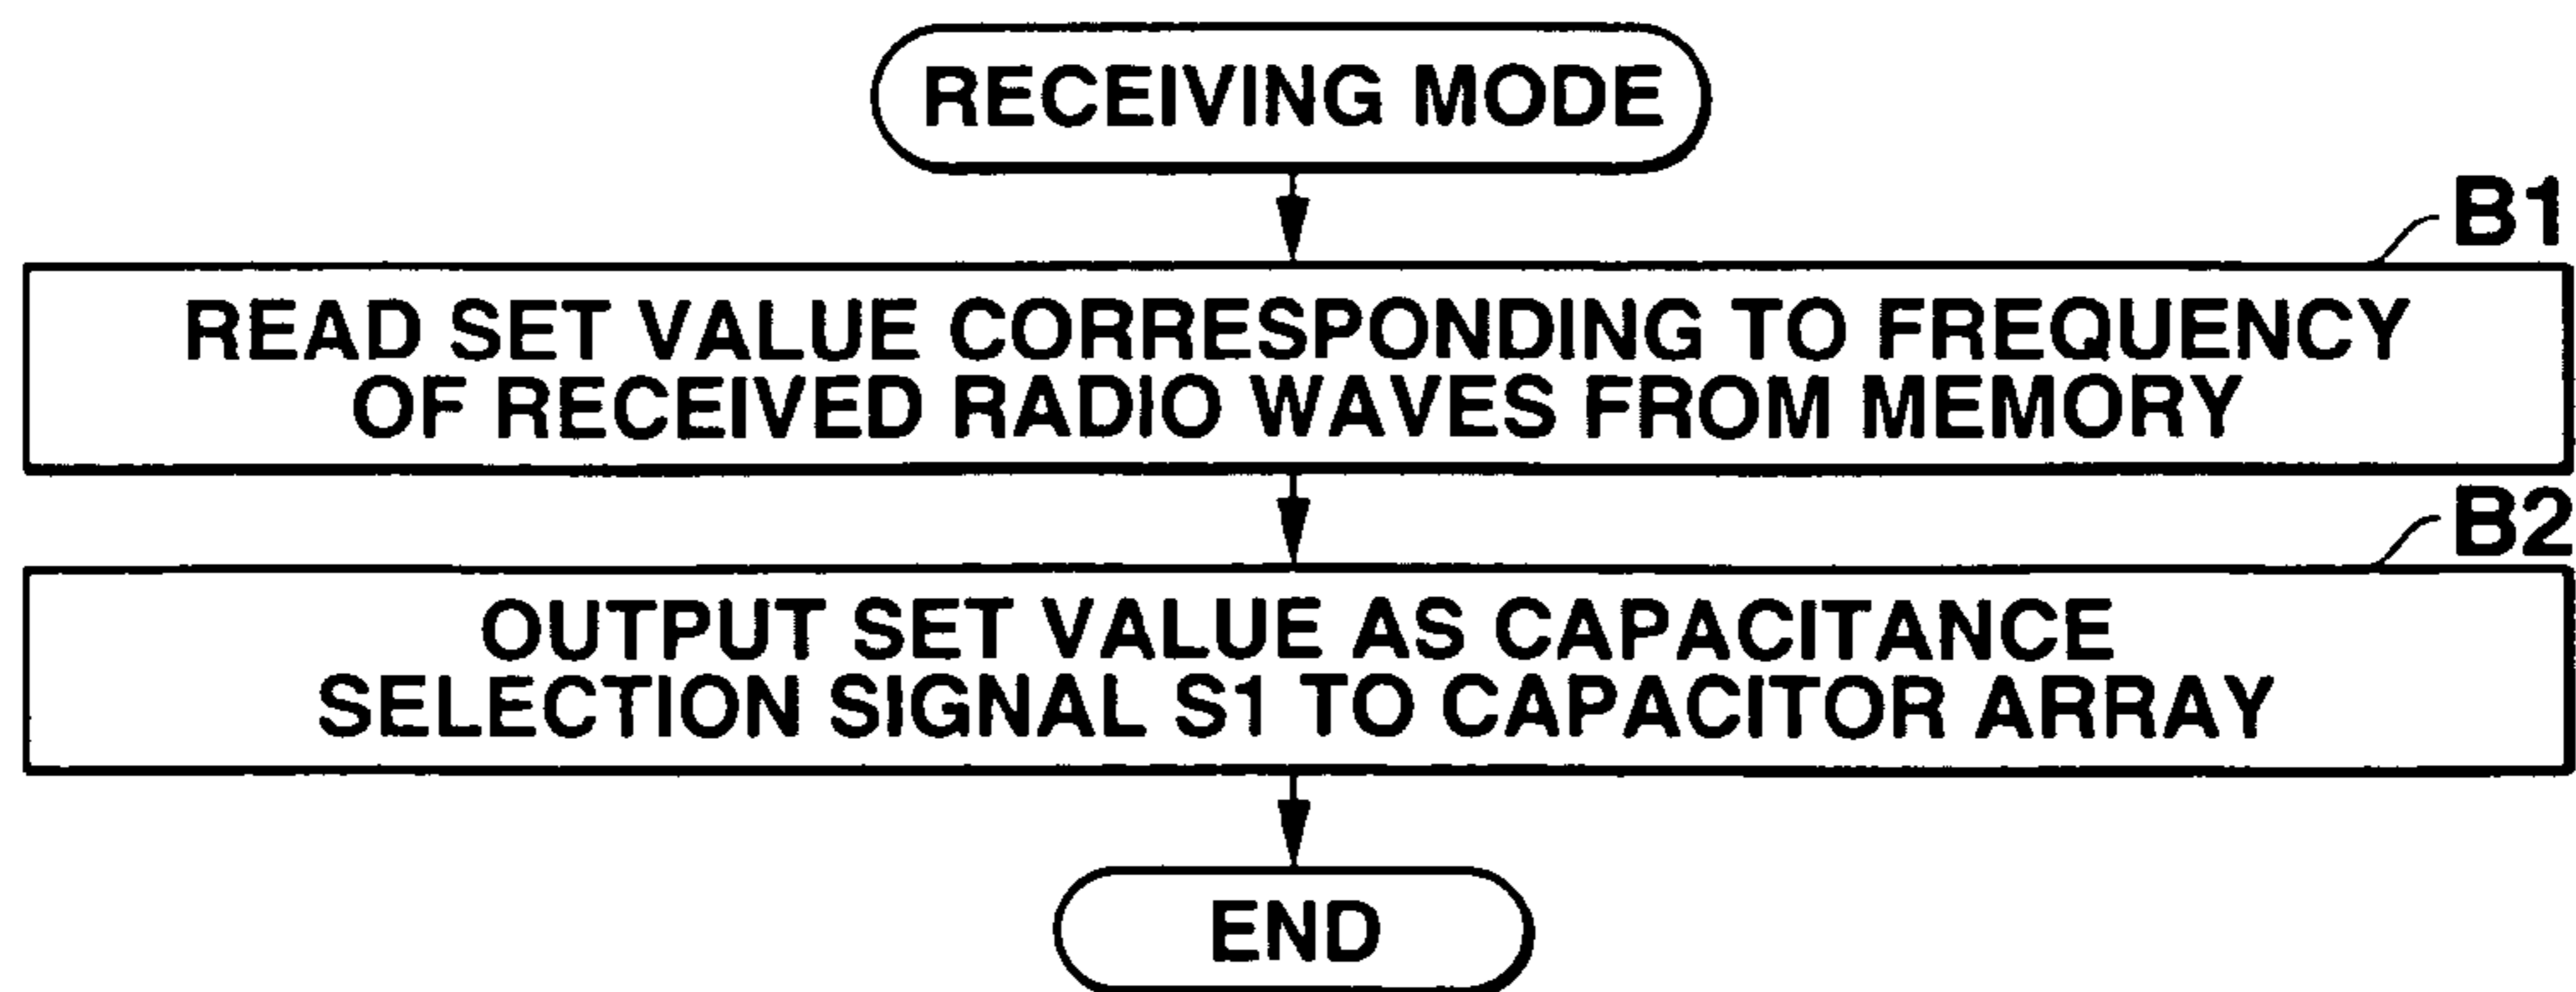 RECEIVING MODE
B1
READ SET VALUE CORRESPONDING TO FREQUENCY
OF RECEIVED RADIO WAVES FROM MEMORY
B2
OUTPUT SET VALUE AS CAPACITANCE
SELECTION SIGNAL S1 TO CAPACITOR ARRAY
END